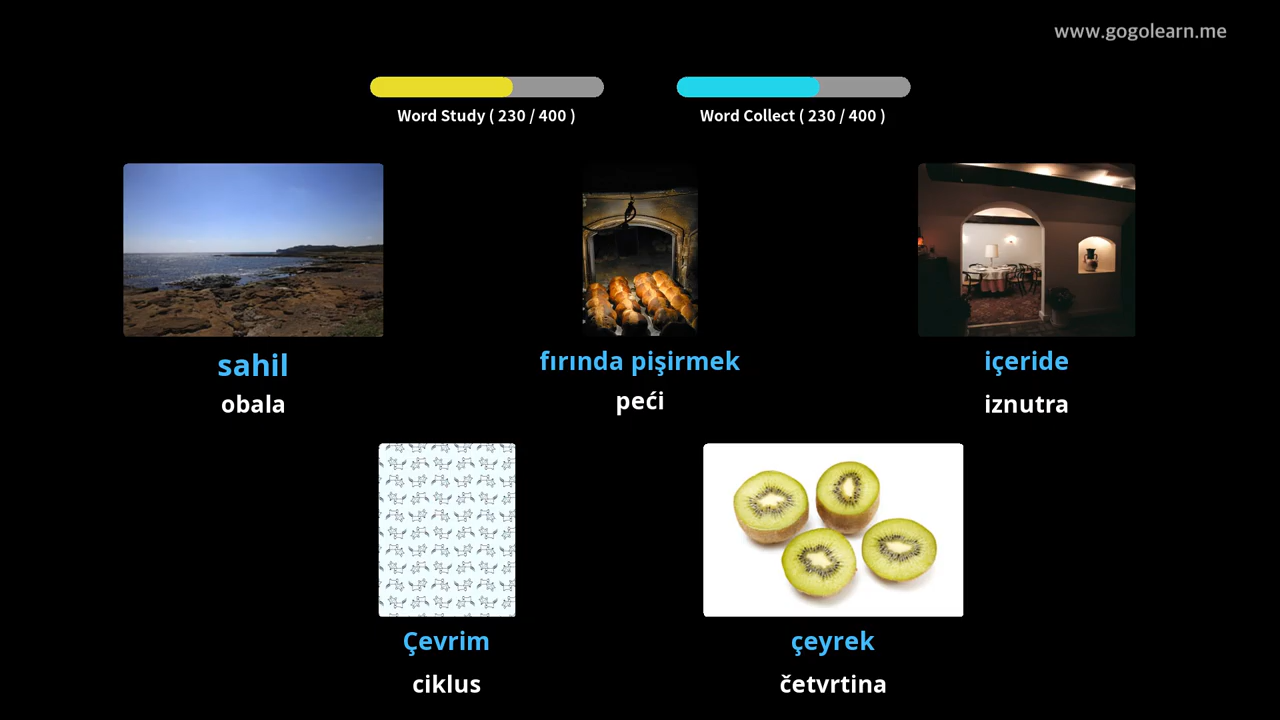 www.gogolearn.me
Word Study ( 230 / 400 )
Word Collect ( 230 / 400 )
sahil
obala
fırında pişirmek
peći
içeride
iznutra
Çevrim
ciklus
çeyrek
četvrtina